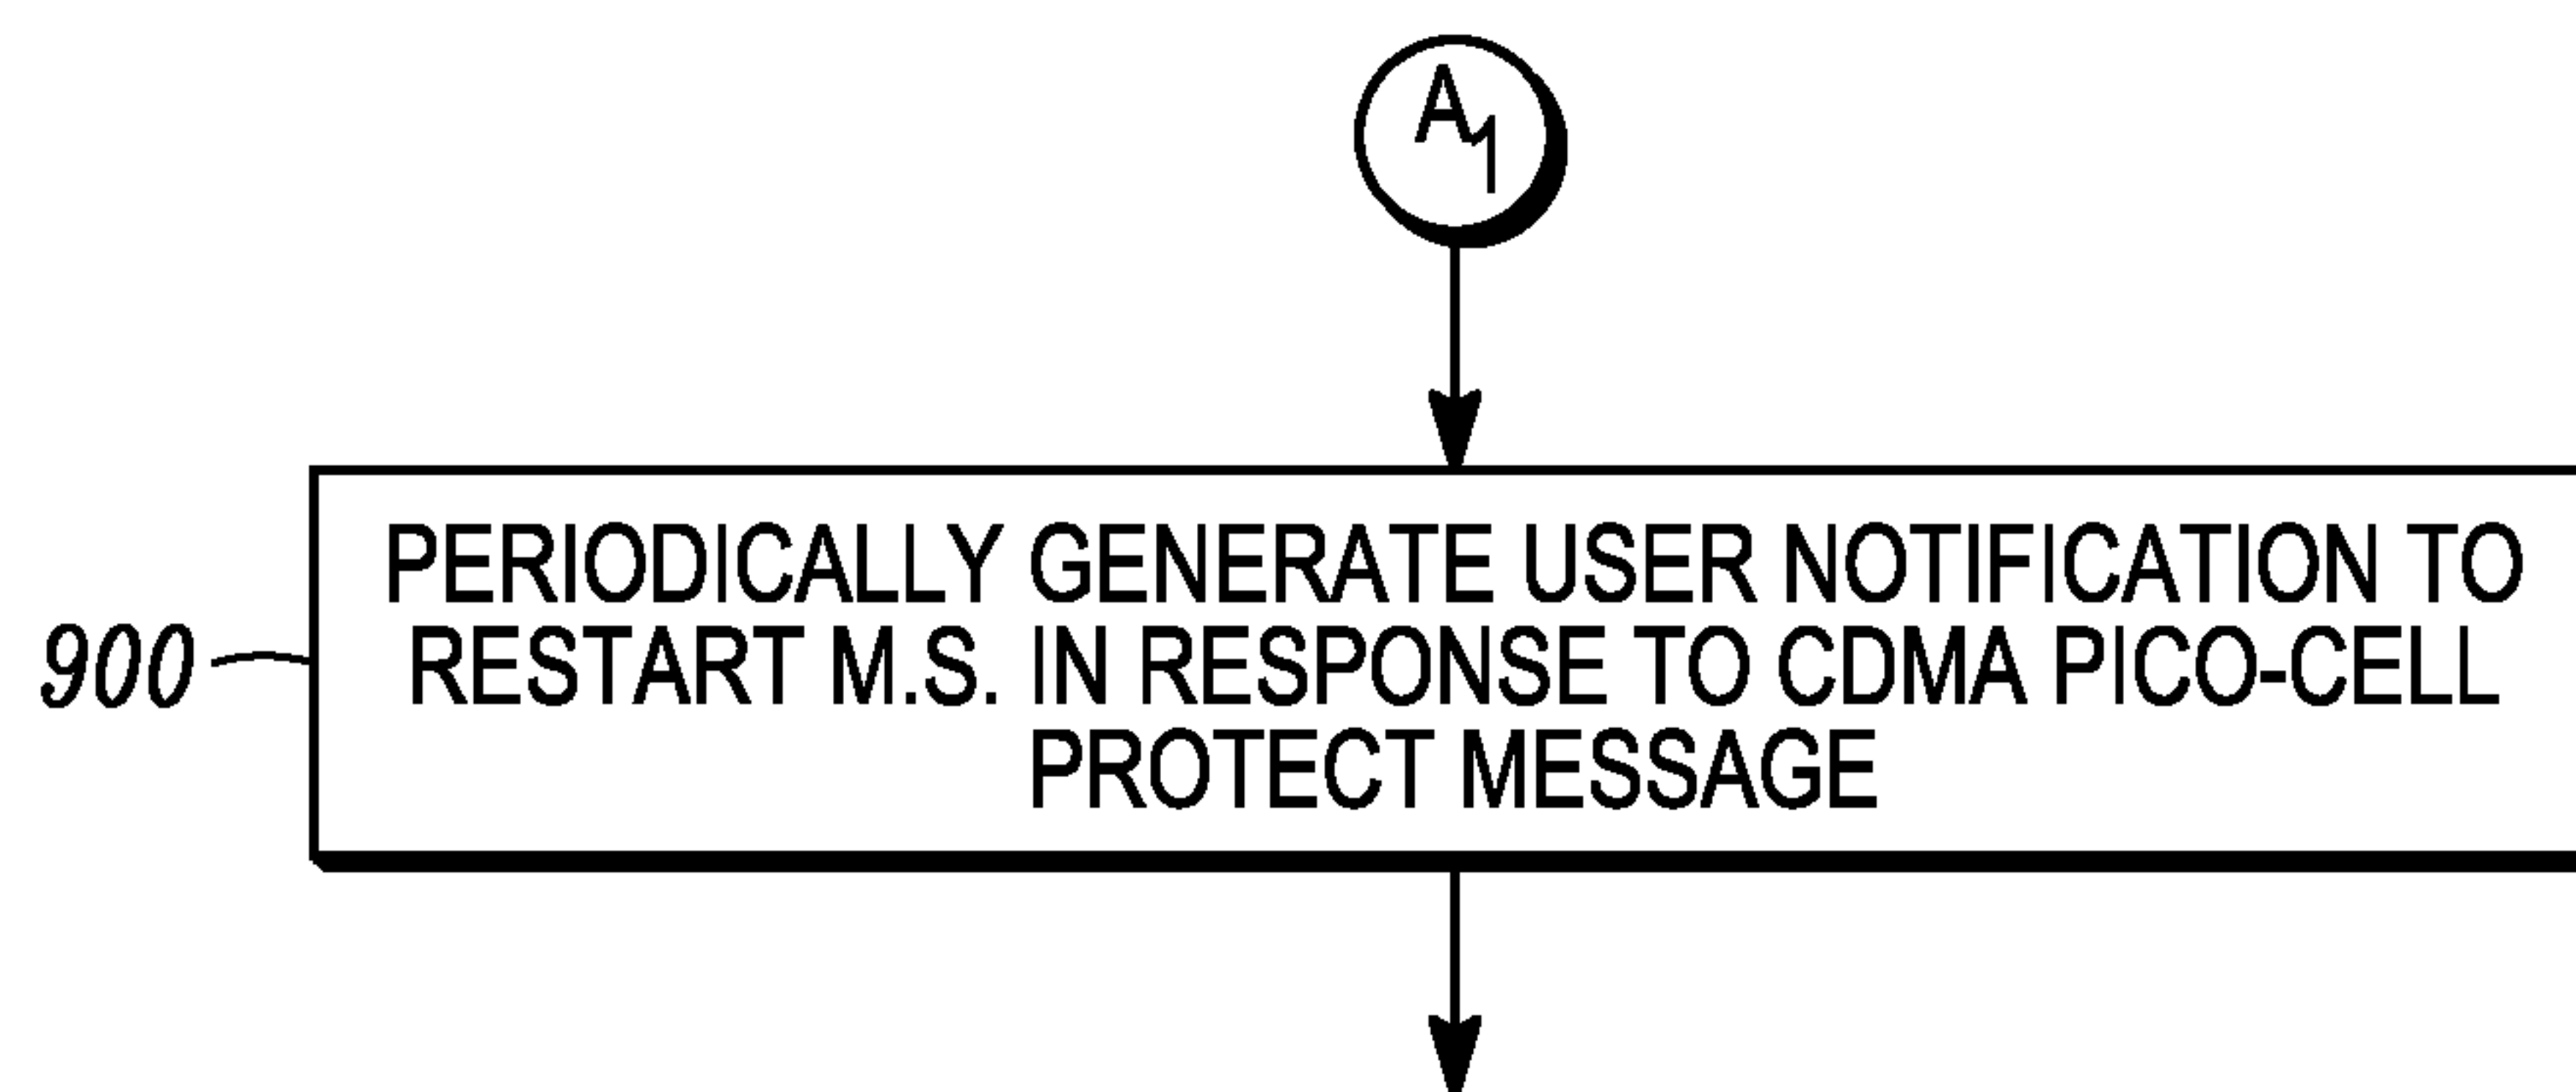 A1
PERIODICALLY GENERATE USER NOTIFICATION TO
900 RESTART M.S. IN RESPONSE TO CDMA PICO-CELL
PROTECT MESSAGE